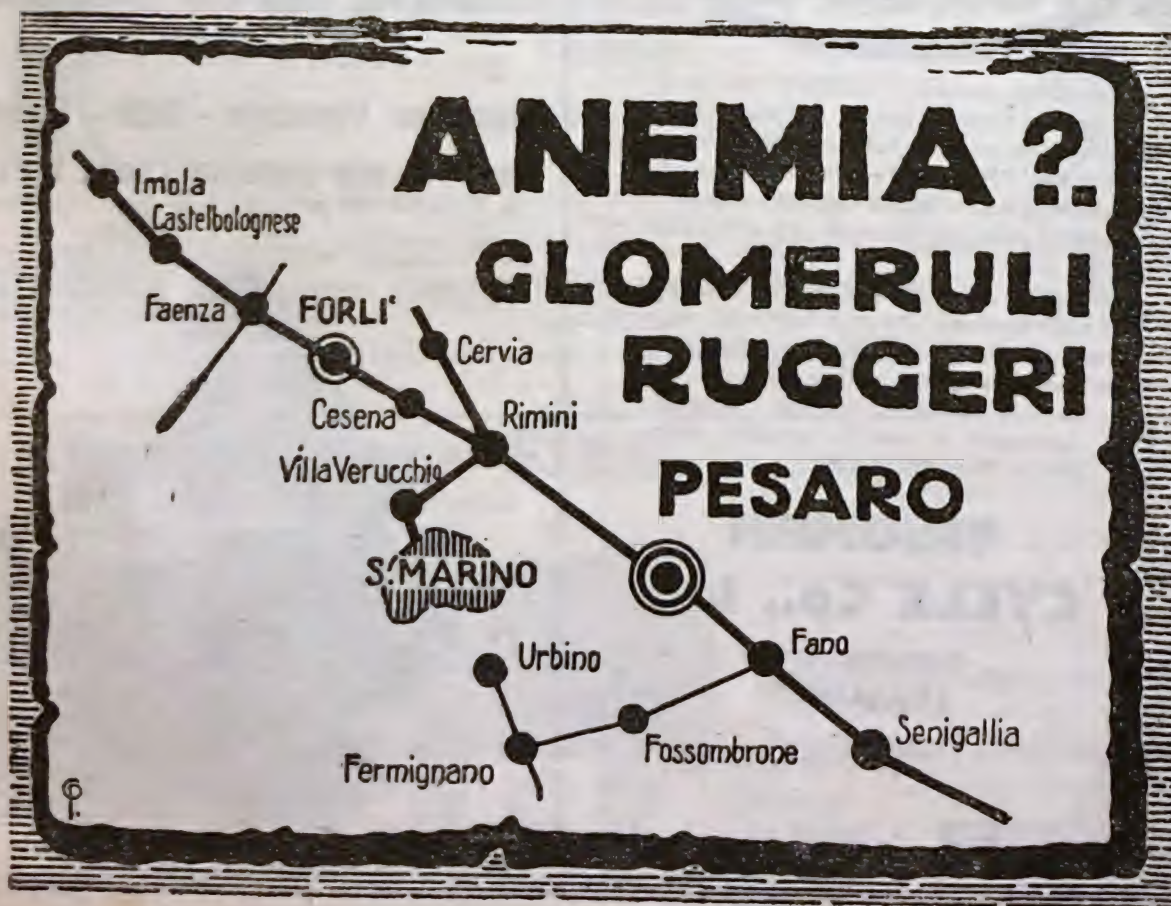 ANEMIA?
GLOMERULI
RUGGERI
PESARO
Imola
Castelbolognese
Faenza
FORLI'
Cervia
Cesena
Rimini
Villa Verucchio
S. MARINO
Urbino
Fano
Fermignano
Fossombrone
Senigallia